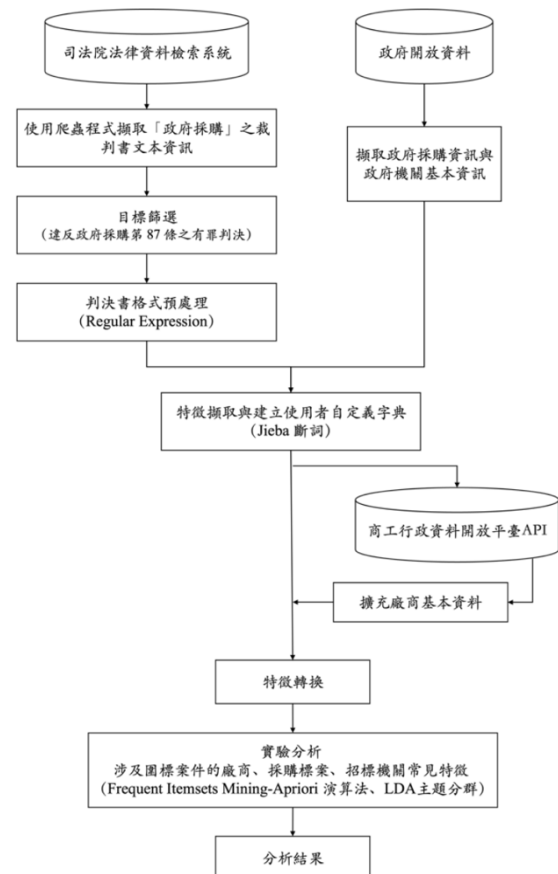 司法院法律資料檢索系統
政府開放資料
使用爬蟲程式擷取「政府採購」之裁
判書文本資訊
擷取政府採購資訊與
政府機關基本資訊
目標篩選
(違反政府採購第 87 條之有罪判決)
判決書格式預處理
(Regular Expression)
特徵擷取與建立使用者自定義字典
(Jieba 斷詞)
商工行政資料開放平臺API
擴充廠商基本資料
特徵轉換
實驗分析
涉及圍標案件的廠商、採購標案、招標機關常見特徵
(Frequent Itemsets Mining-Apriori 演算法、LDA主題分群)
分析結果